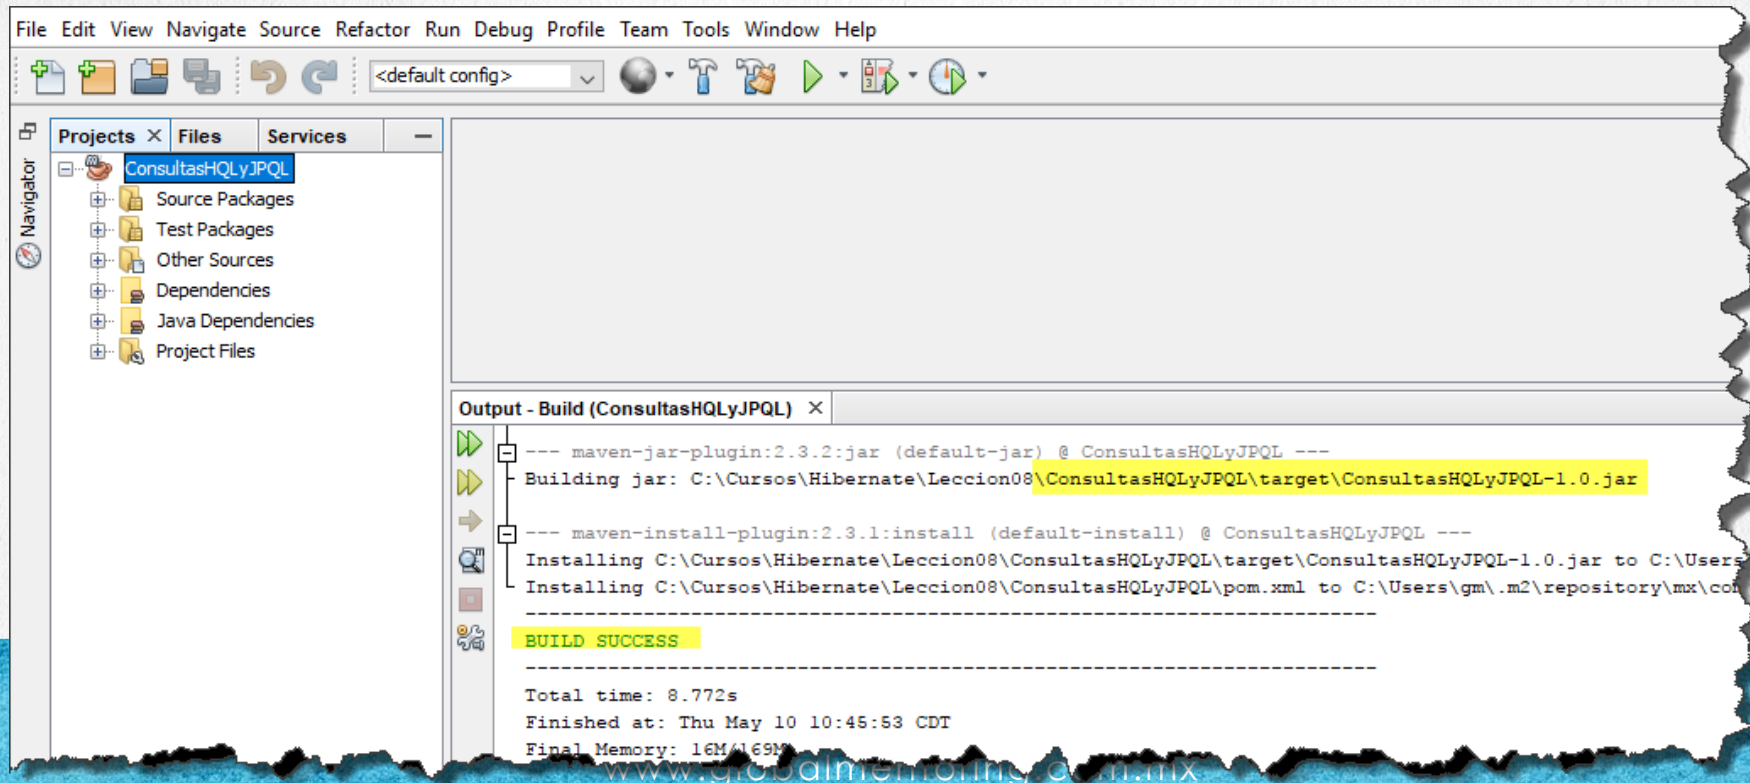 File Edit View Navigate Source Refactor Run Debug Profile Team Tools Window Help
<default config>
Projects Files Services
Navigator
ConsultasHQLyJPQL
Source Packages
Test Packages
Other Sources
Dependencies
Java Dependencies
Project Files
Output - Build (ConsultasHQLyJPQL)
--- maven-jar-plugin:2.3.2:jar (default-jar) @ ConsultasHQLyJPQL ---
Building jar: C:\Cursos\Hibernate\Leccion08\ConsultasHQLyJPQL\target\ConsultasHQLyJPQL-1.0.jar
--- maven-install-plugin:2.3.1:install (default-install) @ ConsultasHQLyJPQL ---
Installing C:\Cursos\Hibernate\Leccion08\ConsultasHQLyJPQL\target\ConsultasHQLyJPQL-1.0.jar to C:\Users
Installing C:\Cursos\Hibernate\Leccion08\ConsultasHQLyJPQL\pom.xml to C:\Users\gm\.m2\repository\mx\com
------------------------------------------------------------------------
BUILD SUCCESS
------------------------------------------------------------------------
Total time: 8.772s
Finished at: Thu May 10 10:45:53 CDT
Final Memory: 16M/169M